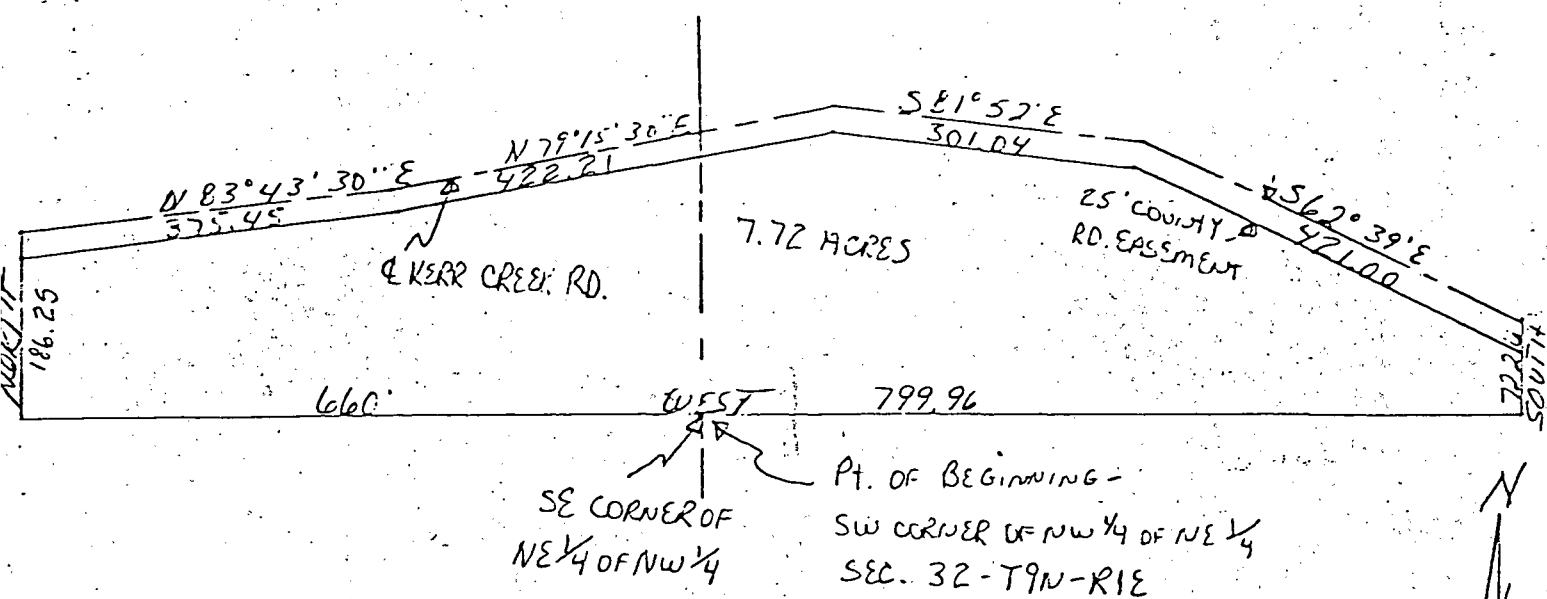 N 83°43'30"E
375.45
N 79°15'30"E
422.21
S 81°52'E
301.04
S62°39'E
421.00
25' COUNTY
RD. EASEMENT
7.72 ACRES
℄ KERR CREEK RD.
NORTH
186.25
SOUTH
660'
WEST
799.96
SE CORNER OF
NE 1/4 OF NW 1/4
Pt. OF BEGINNING -
SW CORNER OF NW 1/4 OF NE 1/4
SEC. 32 - T9N - R1E
N